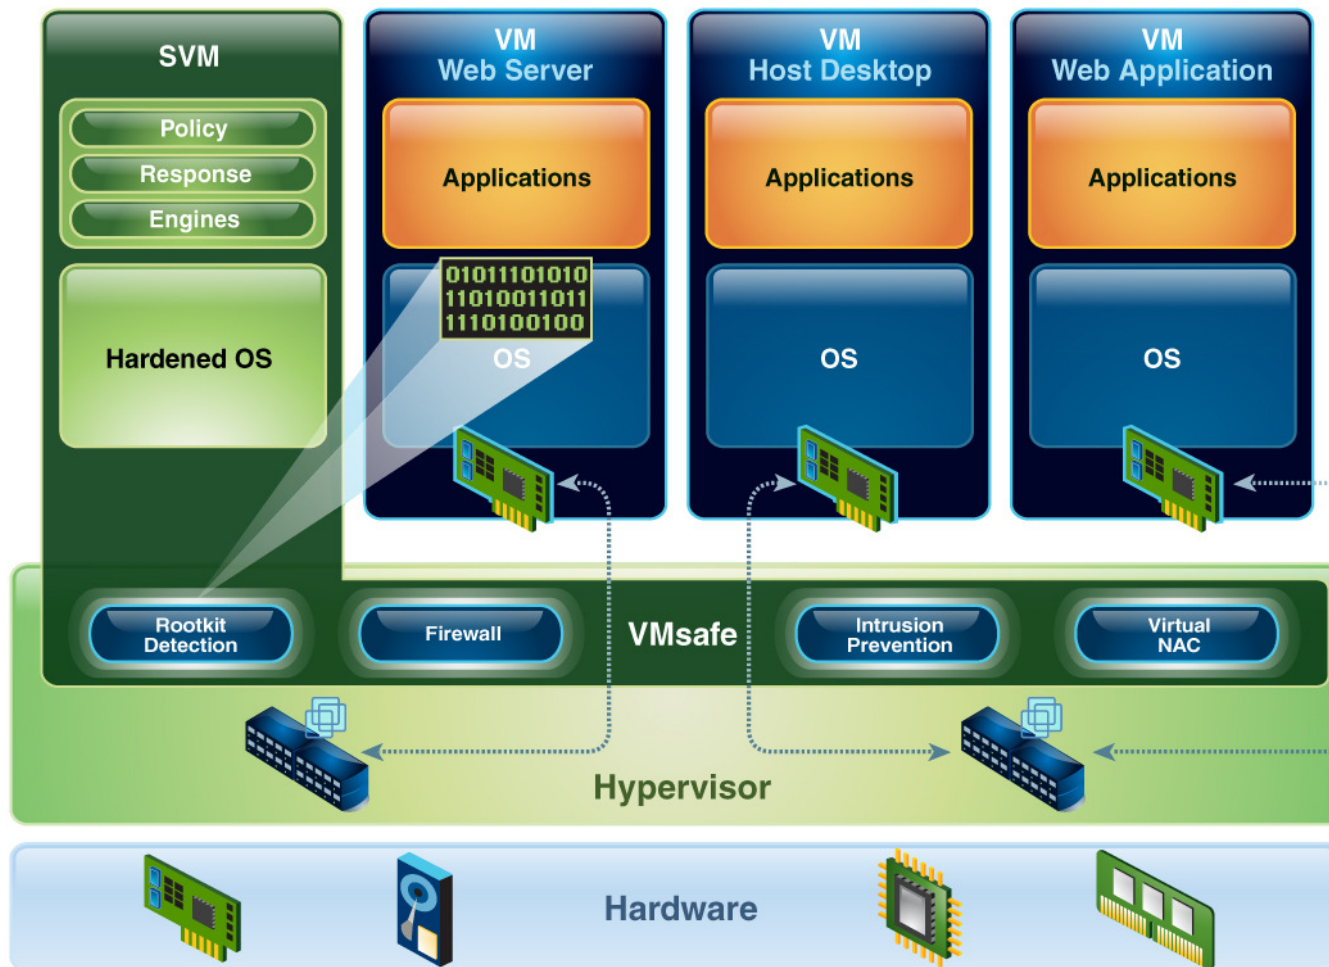 SVM
Policy
Response
Engines
Hardened OS
VM
Web Server
Applications
01011101010
11010011011
1110100100
OS
VM
Host Desktop
Applications
OS
VM
Web Application
Applications
OS
Rootkit
Detection
Firewall
VMsafe
Intrusion
Prevention
Virtual
NAC
Hypervisor
Hardware